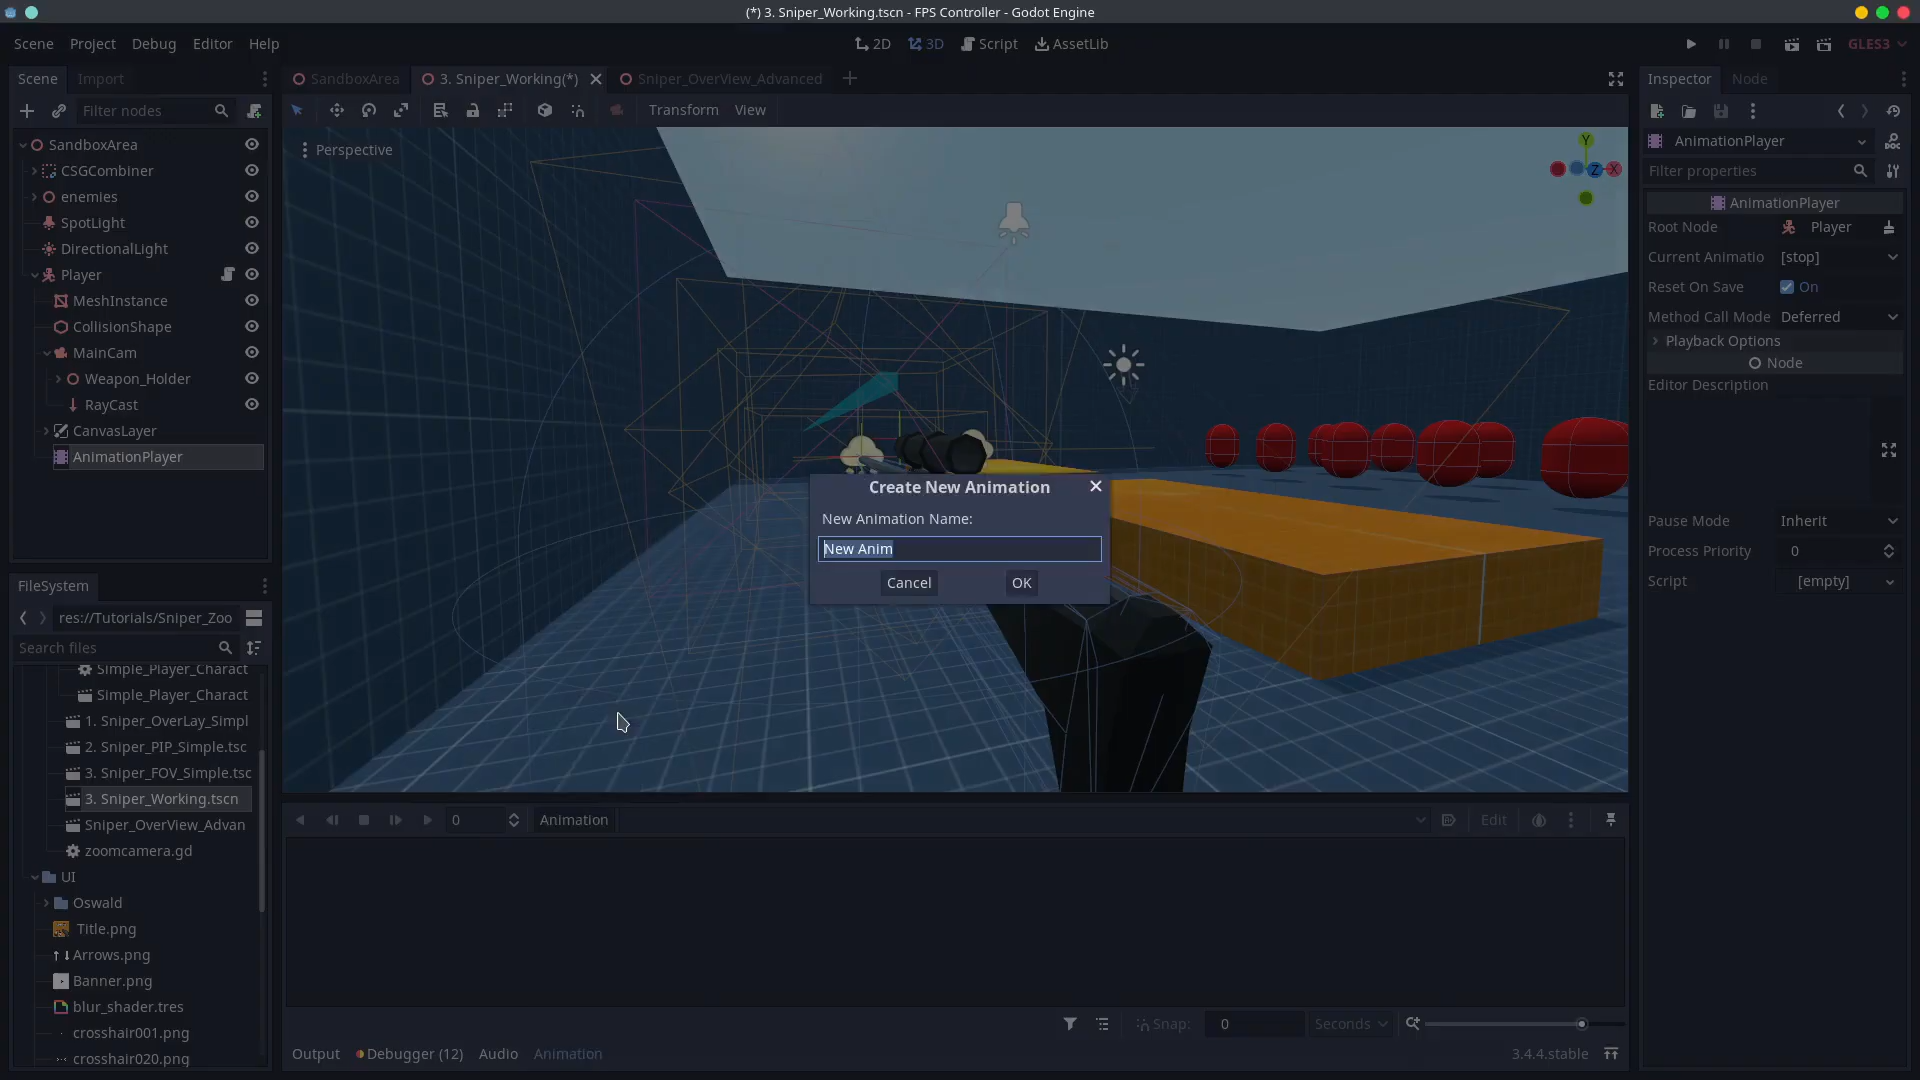 (*) 3. Sniper_Working.tscn - FPS Controller - Godot Engine
Scene Project Debug Editor Help
2D 3D Script AssetLib
GLES3
Scene Import
SandboxArea 3. Sniper_Working(*) Sniper_OverView_Advanced
Inspector Node
Filter nodes
Transform View
SandboxArea
CSGCombiner
enemies
SpotLight
DirectionalLight
Player
MeshInstance
CollisionShape
MainCam
Weapon_Holder
RayCast
CanvasLayer
AnimationPlayer
Perspective
Y
Z
X
AnimationPlayer
Filter properties
AnimationPlayer
Root Node Player
Current Animatio [stop]
Reset On Save On
Method Call Mode Deferred
Playback Options
Node
Editor Description
Pause Mode Inherit
Process Priority 0
Script [empty]
Create New Animation
New Animation Name:
New Anim
Cancel OK
FileSystem
res://Tutorials/Sniper_Zoo
Search files
Simple_Player_Charact
Simple_Player_Charact
1. Sniper_OverLay_Simpl
2. Sniper_PIP_Simple.tsc
3. Sniper_FOV_Simple.tsc
3. Sniper_Working.tscn
Sniper_OverView_Advan
zoomcamera.gd
UI
Oswald
Title.png
Arrows.png
Banner.png
blur_shader.tres
crosshair001.png
crosshair020.png
0 Animation Edit
Snap: 0 Seconds
Output Debugger (12) Audio Animation
3.4.4.stable